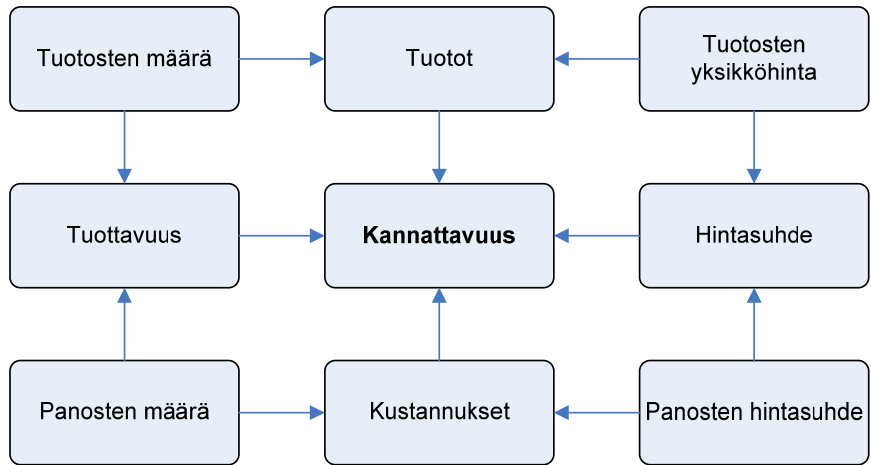 Tuotosten määrä
Tuotot
Tuotosten
yksikköhinta
Tuottavuus
Kannattavuus
Hintasuhde
Panosten määrä
Kustannukset
Panosten hintasuhde